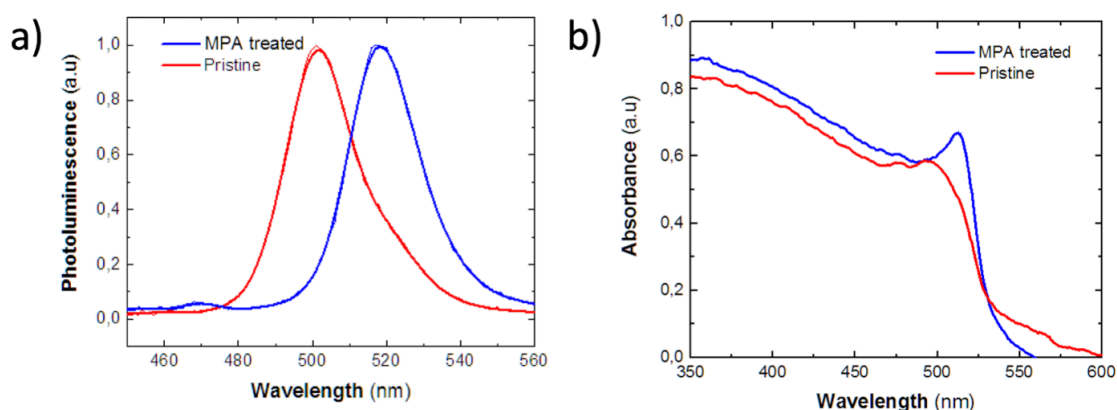 a)
MPA treated
Pristine
Photoluminescence (a.u)
1,0
0,8
0,6
0,4
0,2
0,0
460 480 500 520 540 560
Wavelength (nm)
b)
MPA treated
Pristine
Absorbance (a.u)
1,0
0,8
0,6
0,4
0,2
0,0
350 400 450 500 550 600
Wavelength (nm)